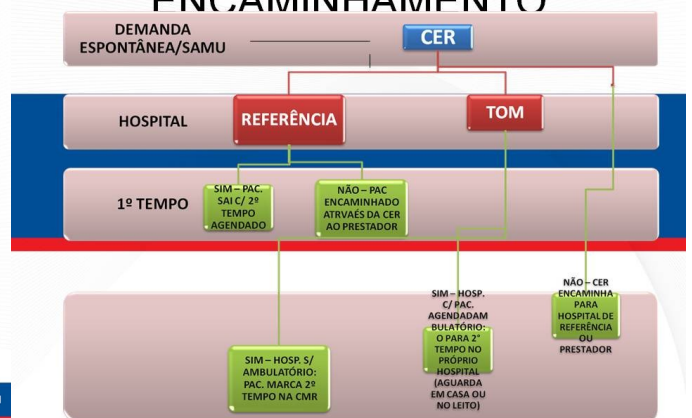 ENCAMINHAMENTO
DEMANDA
ESPONTÂNEA/SAMU
CER
HOSPITAL
REFERÊNCIA
TOM
1º TEMPO
SIM – PAC.
SAI C/ 2º
TEMPO
AGENDADO
NÃO – PAC
ENCAMINHADO
ATRVAÉS DA CER
AO PRESTADOR
SIM – HOSP. S/
AMBULATÓRIO:
PAC. MARCA 2º
TEMPO NA CMR
SIM – HOSP.
C/ PAC.
AGENDADAM
BULATÓRIO:
O PARA 2°
TEMPO NO
PRÓPRIO
HOSPITAL
(AGUARDA
EM CASA OU
NO LEITO)
NÃO – CER
ENCAMINHA
PARA
HOSPITAL DE
REFERÊNCIA
OU
PRESTADOR